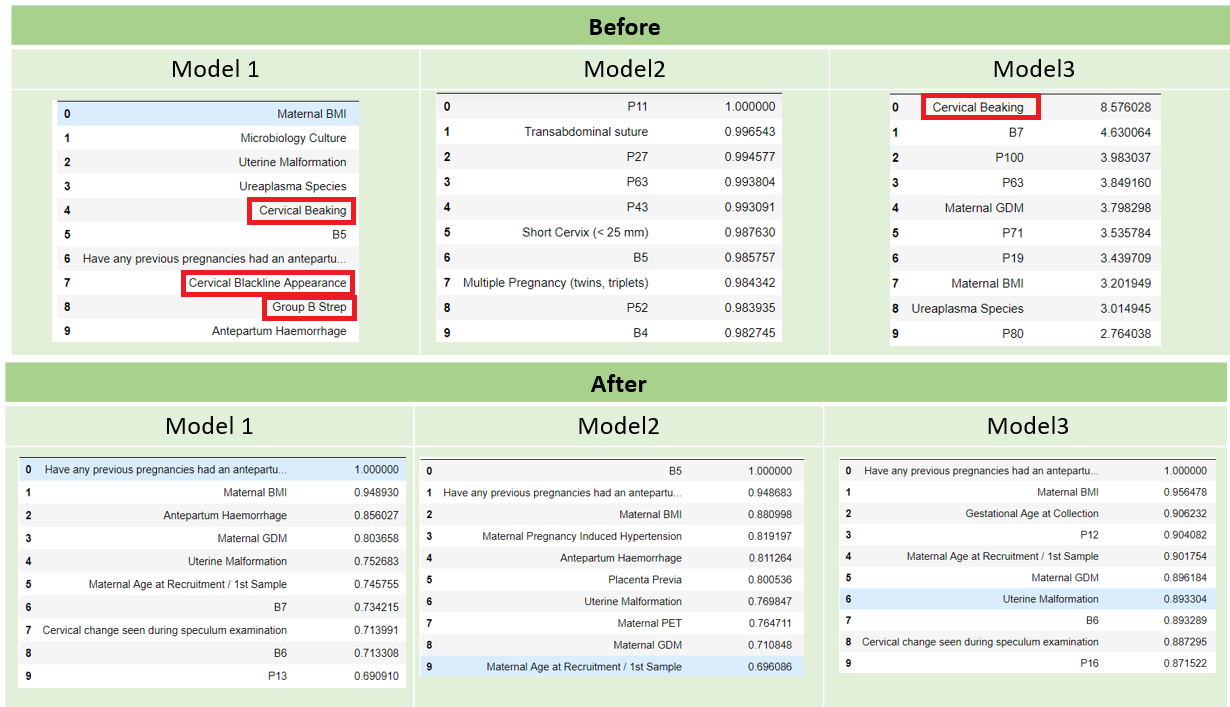 Before
Model 1 Model2 Model3
0 Maternal BMI
1 Microbiology Culture
2 Uterine Malformation
3 Ureaplasma Species
4 Cervical Beaking
5 B5
6 Have any previous pregnancies had an antepartu...
7 Cervical Blackline Appearance
8 Group B Strep
9 Antepartum Haemorrhage
0 P11 1.000000
1 Transabdominal suture 0.996543
2 P27 0.994577
3 P63 0.993804
4 P43 0.993091
5 Short Cervix (< 25 mm) 0.987630
6 B5 0.985757
7 Multiple Pregnancy (twins, triplets) 0.984342
8 P52 0.983935
9 B4 0.982745
0 Cervical Beaking 8.576028
1 B7 4.630064
2 P100 3.983037
3 P63 3.849160
4 Maternal GDM 3.798298
5 P71 3.535784
6 P19 3.439709
7 Maternal BMI 3.201949
8 Ureaplasma Species 3.014945
9 P80 2.764038
After
Model 1 Model2 Model3
0 Have any previous pregnancies had an antepartu... 1.000000
1 Maternal BMI 0.948930
2 Antepartum Haemorrhage 0.856027
3 Maternal GDM 0.803658
4 Uterine Malformation 0.752683
5 Maternal Age at Recruitment / 1st Sample 0.745755
6 B7 0.734215
7 Cervical change seen during speculum examination 0.713991
8 B6 0.713308
9 P13 0.690910
0 B5 1.000000
1 Have any previous pregnancies had an antepartu... 0.948683
2 Maternal BMI 0.880998
3 Maternal Pregnancy Induced Hypertension 0.819197
4 Antepartum Haemorrhage 0.811264
5 Placenta Previa 0.800536
6 Uterine Malformation 0.769847
7 Maternal PET 0.764711
8 Maternal GDM 0.710848
9 Maternal Age at Recruitment / 1st Sample 0.696086
0 Have any previous pregnancies had an antepartu... 1.000000
1 Maternal BMI 0.956478
2 Gestational Age at Collection 0.906232
3 P12 0.904082
4 Maternal Age at Recruitment / 1st Sample 0.901754
5 Maternal GDM 0.896184
6 Uterine Malformation 0.893304
7 B6 0.893289
8 Cervical change seen during speculum examination 0.887295
9 P16 0.871522